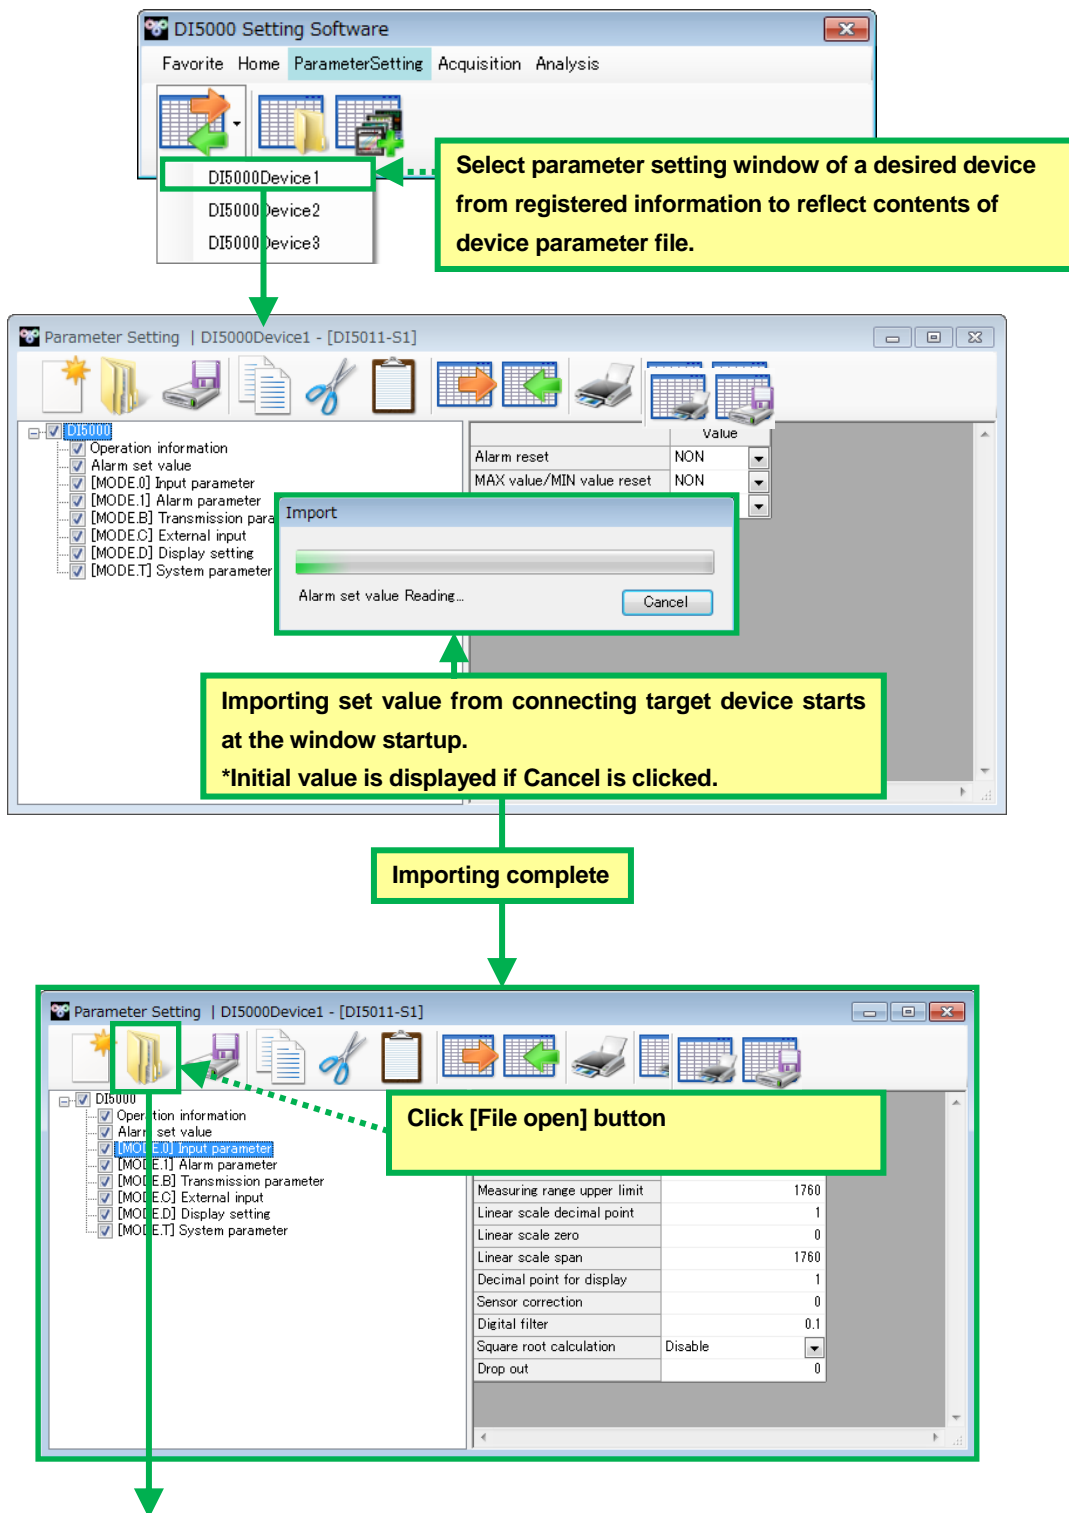 DI5000 Setting Software
Favorite Home ParameterSetting Acquisition Analysis
DI5000Device1
DI5000Device2
DI5000Device3
Select parameter setting window of a desired device
from registered information to reflect contents of
device parameter file.
Parameter Setting | DI5000Device1 - [DI5011-S1]
DI5000
Operation information
Alarm set value
[MODE.0] Input parameter
[MODE.1] Alarm parameter
[MODE.B] Transmission para
[MODE.C] External input
[MODE.D] Display setting
[MODE.T] System parameter
Value
Alarm reset NON
MAX value/MIN value reset NON
Import
Alarm set value Reading...
Cancel
Importing set value from connecting target device starts
at the window startup.
*Initial value is displayed if Cancel is clicked.
Importing complete
Parameter Setting | DI5000Device1 - [DI5011-S1]
DI5000
Operation information
Alarm set value
[MODE.0] Input parameter
[MODE.1] Alarm parameter
[MODE.B] Transmission parameter
[MODE.C] External input
[MODE.D] Display setting
[MODE.T] System parameter
Click [File open] button
Measuring range upper limit 1760
Linear scale decimal point 1
Linear scale zero 0
Linear scale span 1760
Decimal point for display 1
Sensor correction 0
Digital filter 0.1
Square root calculation Disable
Drop out 0